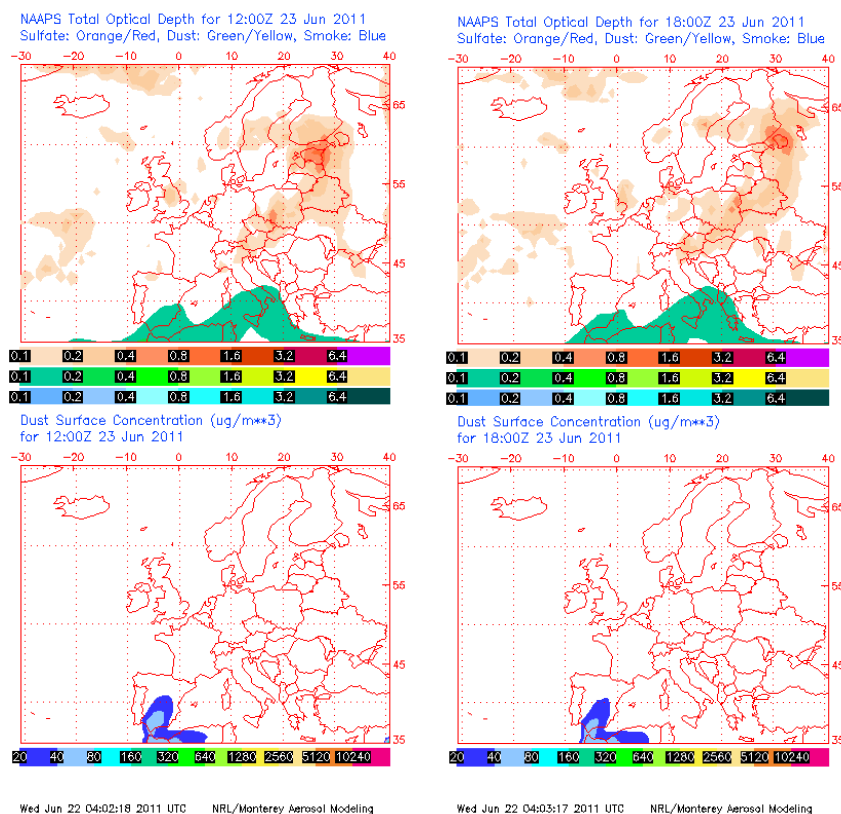 NAAPS Total Optical Depth for 12:00Z 23 Jun 2011
Sulfate: Orange/Red, Dust: Green/Yellow, Smoke: Blue
-30 -20 -10 0 10 20 30 40
65
55
45
35
0.1 0.2 0.4 0.8 1.6 3.2 6.4
0.1 0.2 0.4 0.8 1.6 3.2 6.4
0.1 0.2 0.4 0.8 1.6 3.2 6.4
NAAPS Total Optical Depth for 18:00Z 23 Jun 2011
Sulfate: Orange/Red, Dust: Green/Yellow, Smoke: Blue
-30 -20 -10 0 10 20 30 40
65
55
45
35
0.1 0.2 0.4 0.8 1.6 3.2 6.4
0.1 0.2 0.4 0.8 1.6 3.2 6.4
0.1 0.2 0.4 0.8 1.6 3.2 6.4
Dust Surface Concentration (ug/m**3)
for 12:00Z 23 Jun 2011
-30 -20 -10 0 10 20 30 40
65
55
45
35
20 40 80 160 320 640 1280 2560 5120 10240
Wed Jun 22 04:02:18 2011 UTC NRL/Monterey Aerosol Modeling
Dust Surface Concentration (ug/m**3)
for 18:00Z 23 Jun 2011
-30 -20 -10 0 10 20 30 40
65
55
45
35
20 40 80 160 320 640 1280 2560 5120 10240
Wed Jun 22 04:03:17 2011 UTC NRL/Monterey Aerosol Modeling